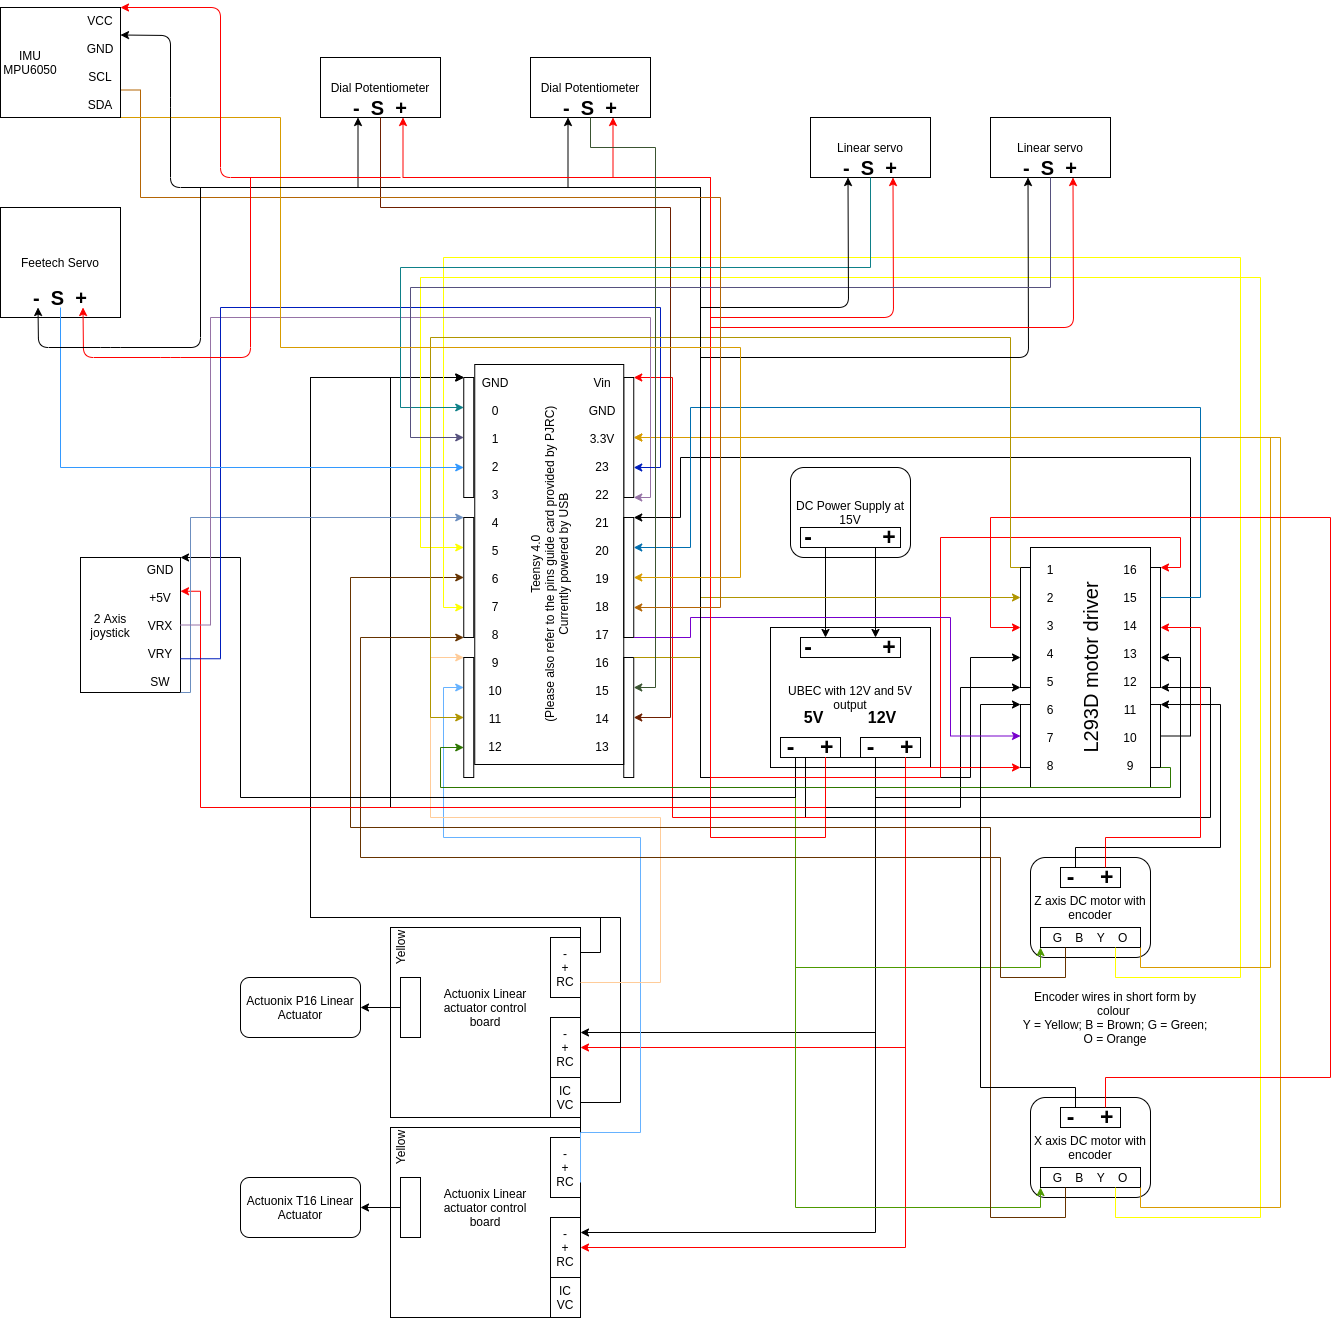 VCC
GND
SCL
SDA
IMU
MPU6050
Dial Potentiometer
- S +
Dial Potentiometer
- S +
Linear servo
- S +
Linear servo
- S +
Feetech Servo
- S +
GND
0
1
2
3
4
5
6
7
8
9
10
11
12
Teensy 4.0
(Please also refer to the pins guide card provided by PJRC)
Currently powered by USB
Vin
GND
3.3V
23
22
21
20
19
18
17
16
15
14
13
DC Power Supply at
15V
- +
- +
UBEC with 12V and 5V
output
5V 12V
- + - +
1
2
3
4
5
6
7
8
L293D motor driver
16
15
14
13
12
11
10
9
2 Axis
joystick
GND
+5V
VRX
VRY
SW
- +
Z axis DC motor with
encoder
G B Y O
Encoder wires in short form by
colour
Y = Yellow; B = Brown; G = Green;
O = Orange
- +
X axis DC motor with
encoder
G B Y O
Actuonix P16 Linear
Actuator
Yellow
Actuonix Linear
actuator control
board
-
+
RC
-
+
RC
IC
VC
Actuonix T16 Linear
Actuator
Yellow
Actuonix Linear
actuator control
board
-
+
RC
-
+
RC
IC
VC